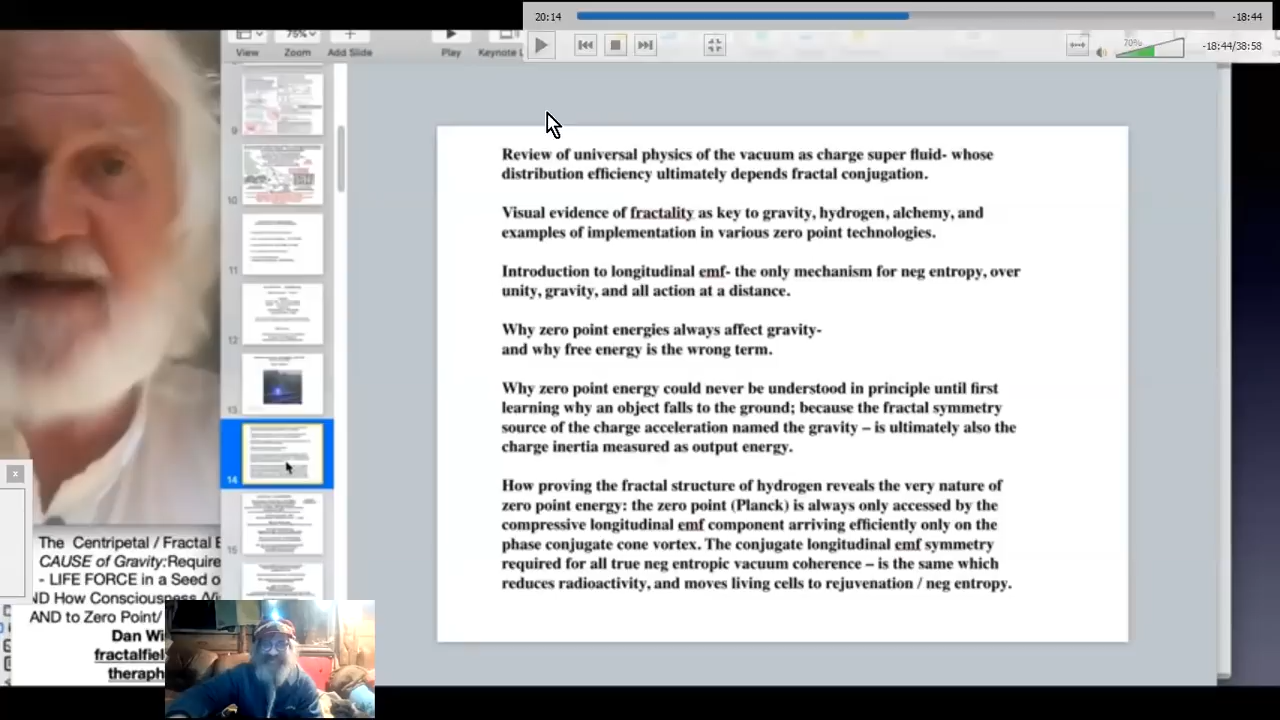 20:14
-18:44
View
75%
Zoom
Add Slide
Play
Keynote L
70%
-18:44/38:58
9
10
11
12
13
14
Review of universal physics of the vacuum as charge super fluid- whose
distribution efficiency ultimately depends fractal conjugation.
Visual evidence of fractality as key to gravity, hydrogen, alchemy, and
examples of implementation in various zero point technologies.
Introduction to longitudinal emf- the only mechanism for neg entropy, over
unity, gravity, and all action at a distance.
Why zero point energies always affect gravity-
and why free energy is the wrong term.
Why zero point energy could never be understood in principle until first
learning why an object falls to the ground; because the fractal symmetry
source of the charge acceleration named the gravity – is ultimately also the
charge inertia measured as output energy.
How proving the fractal structure of hydrogen reveals the very nature of
zero point energy: the zero point (Planck) is always only accessed by the
compressive longitudinal emf component arriving efficiently only on the
phase conjugate cone vortex. The conjugate longitudinal emf symmetry
required for all true neg entropic vacuum coherence – is the same which
reduces radioactivity, and moves living cells to rejuvenation / neg entropy.
The Centripetal / Fractal E
CAUSE of Gravity:Require
- LIFE FORCE in a Seed o
ND How Consciousness
AND to Zero Point/
Dan Wi
fractalfiel
theraph